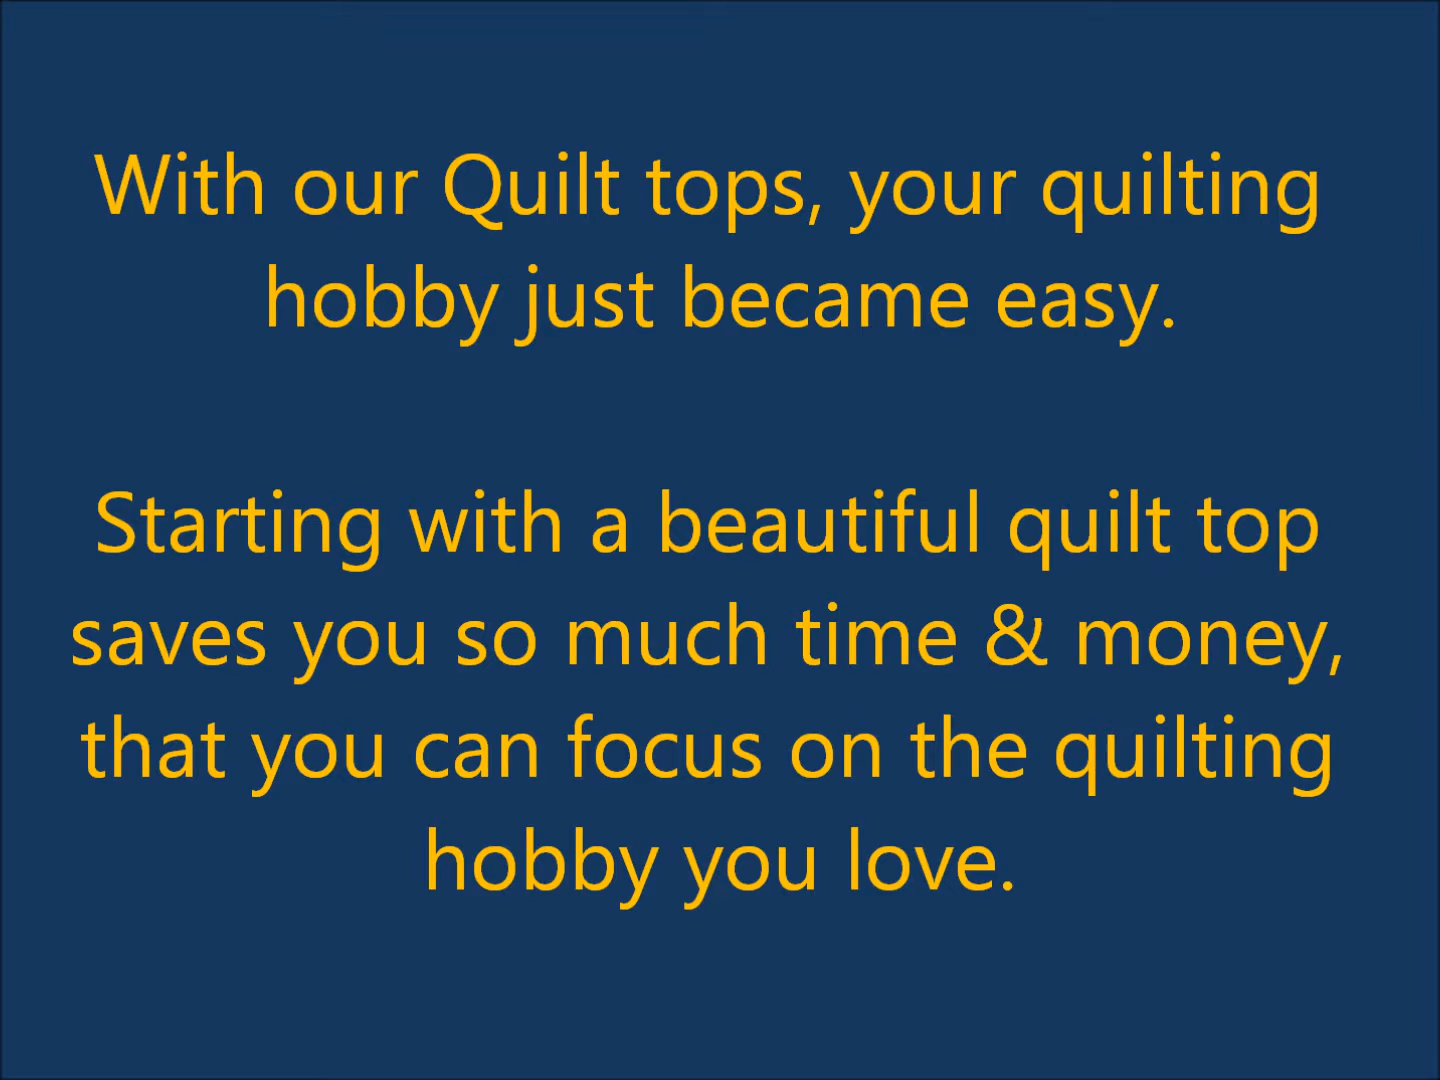 With our Quilt tops, your quilting
hobby just became easy.
Starting with a beautiful quilt top
saves you so much time & money,
that you can focus on the quilting
hobby you love.